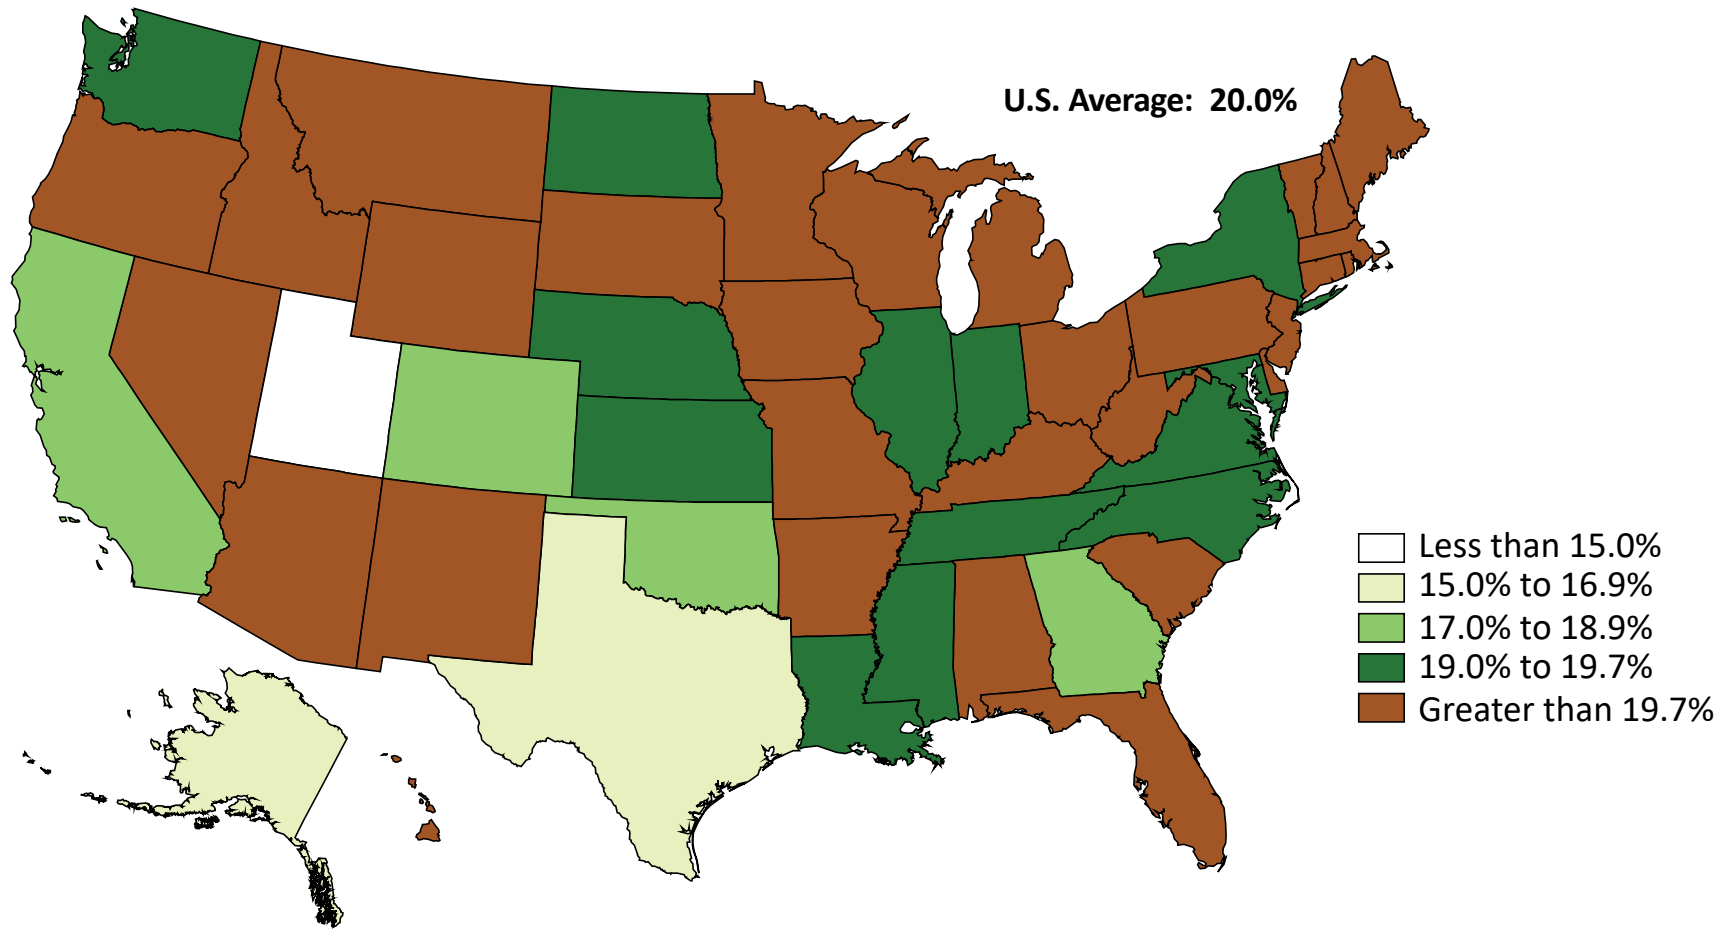 U.S. Average: 20.0%
Less than 15.0%
15.0% to 16.9%
17.0% to 18.9%
19.0% to 19.7%
Greater than 19.7%